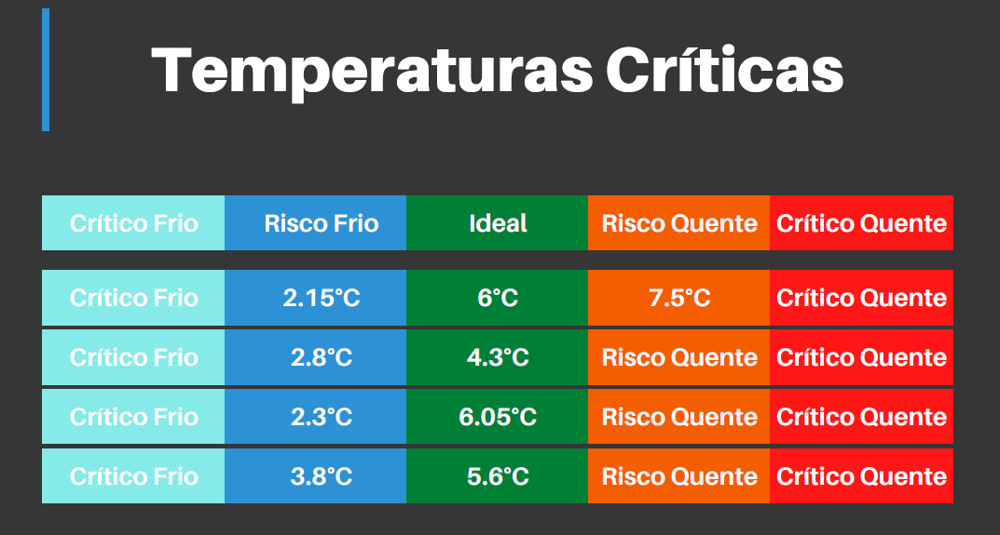 Temperaturas Críticas
Crítico Frio Risco Frio Ideal Risco Quente Crítico Quente
Crítico Frio 2.15°C 6°C 7.5°C Crítico Quente
Crítico Frio 2.8°C 4.3°C Risco Quente Crítico Quente
Crítico Frio 2.3°C 6.05°C Risco Quente Crítico Quente
Crítico Frio 3.8°C 5.6°C Risco Quente Crítico Quente